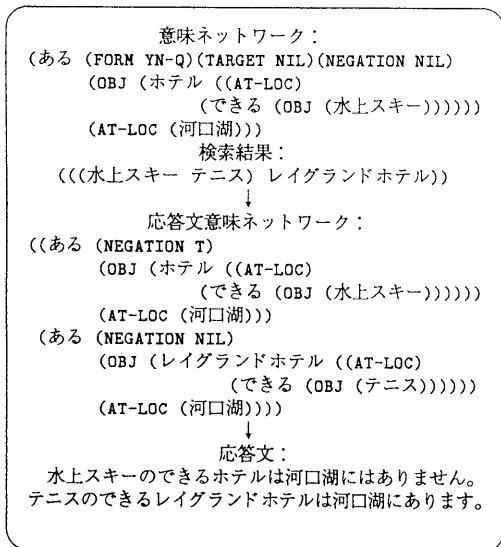 意味ネットワーク：
(ある (FORM YN-Q)(TARGET NIL)(NEGATION NIL)
(OBJ (ホテル ((AT-LOC)
(できる (OBJ (水上スキー))))))
(AT-LOC (河口湖)))
検索結果：
(((水上スキー テニス) レイグランドホテル))
↓
応答文意味ネットワーク：
((ある (NEGATION T)
(OBJ (ホテル ((AT-LOC)
(できる (OBJ (水上スキー))))))
(AT-LOC (河口湖)))
(ある (NEGATION NIL)
(OBJ (レイグランドホテル ((AT-LOC)
(できる (OBJ (テニス))))))
(AT-LOC (河口湖))))
↓
応答文：
水上スキーのできるホテルは河口湖にはありません。
テニスのできるレイグランドホテルは河口湖にあります。